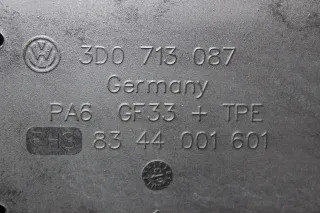 3D0 713 087
Germany
PA6 GF33 + TPE
83 44 001 601